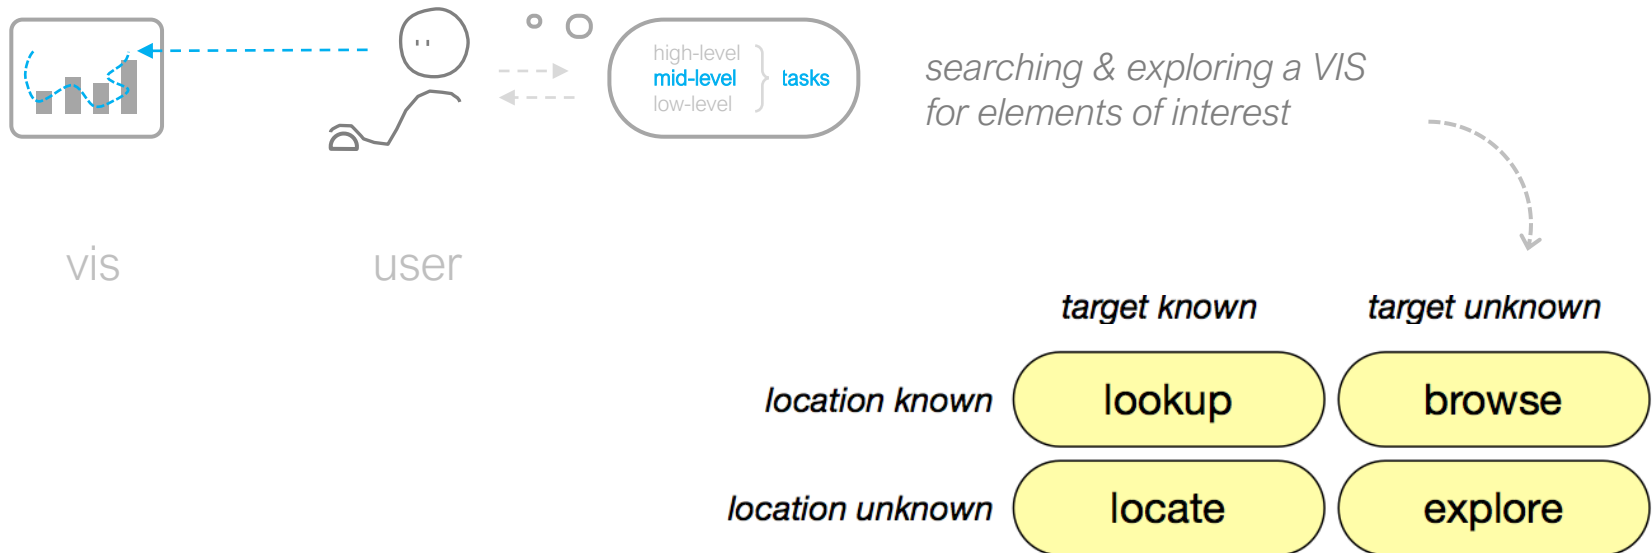 high-level
mid-level
low-level
tasks
searching & exploring a VIS
for elements of interest
vis
user
target known
target unknown
location known
lookup
browse
location unknown
locate
explore